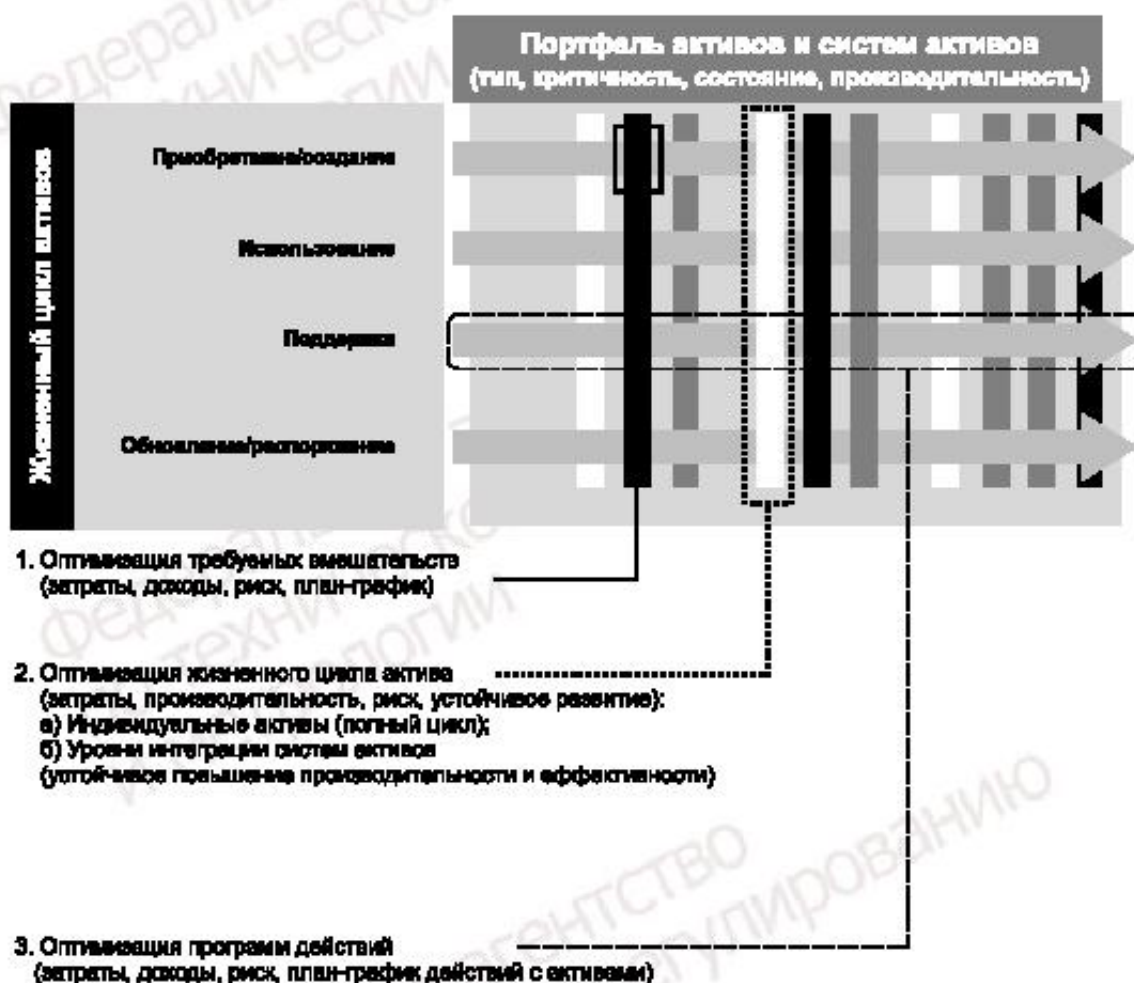 Портфель активов и систем активов
(тип, критичность, состояние, производительность)
Жизненный цикл активов
Приобретение/создание
Использование
Поддержка
Обновление/распоряжение
1. Оптимизация требуемых вмешательств
(затраты, доходы, риск, план-график)
2. Оптимизация жизненного цикла актива
(затраты, производительность, риск, устойчивое развитие):
а) Индивидуальные активы (полный цикл);
б) Уровни интеграции систем активов
(устойчивое повышение производительности и эффективности)
3. Оптимизация программ действий
(затраты, доходы, риск, план-график действий с активами)